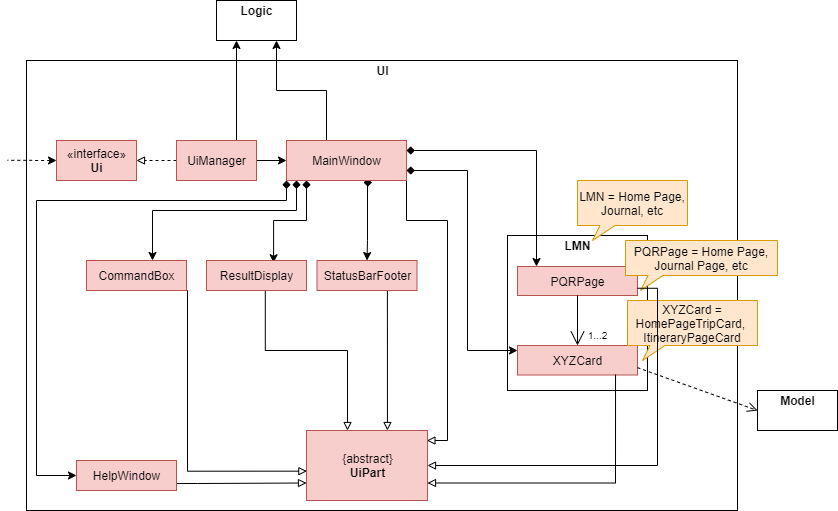 Logic
UI
«interface»
Ui
UiManager
MainWindow
LMN = Home Page,
Journal, etc
LMN
PQRPage = Home Page,
Journal Page, etc
CommandBox
ResultDisplay
StatusBarFooter
PQRPage
XYZCard =
HomePageTripCard,
ItineraryPageCard
1...2
XYZCard
Model
{abstract}
UiPart
HelpWindow